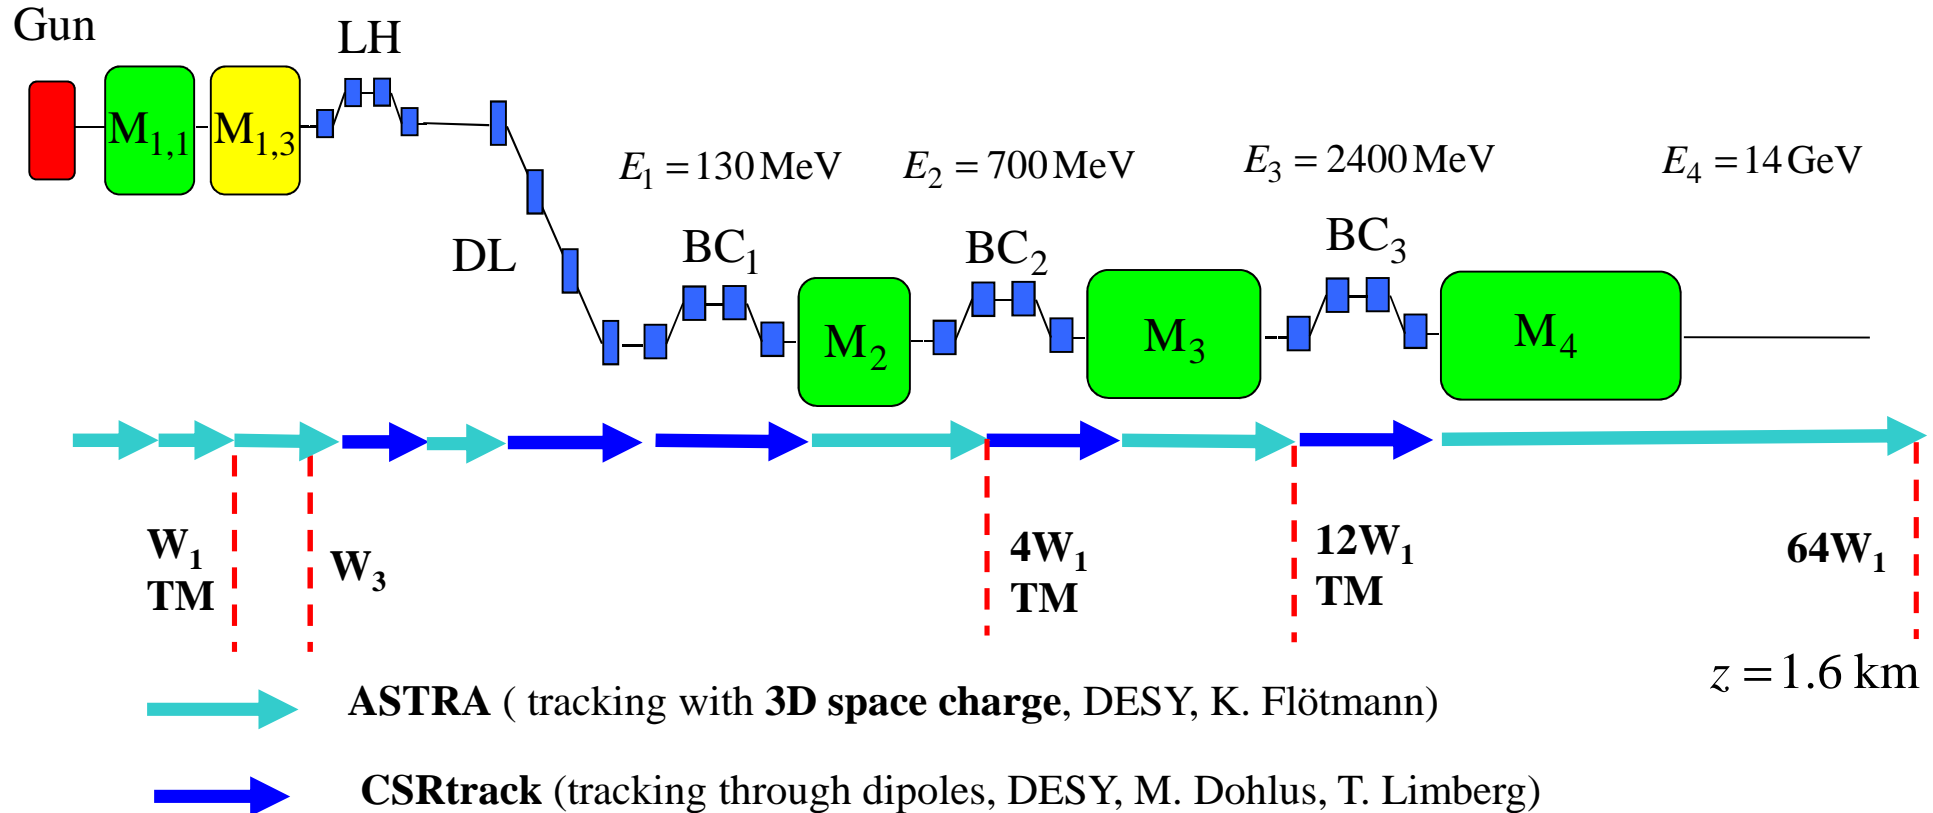 Gun
LH
M1,1
M1,3
E1 = 130 MeV
E2 = 700 MeV
E3 = 2400 MeV
E4 = 14 GeV
DL
BC1
BC2
BC3
M2
M3
M4
W1
TM
W3
4W1
TM
12W1
TM
64W1
z = 1.6 km
ASTRA ( tracking with 3D space charge, DESY, K. Flötmann)
CSRtrack (tracking through dipoles, DESY, M. Dohlus, T. Limberg)